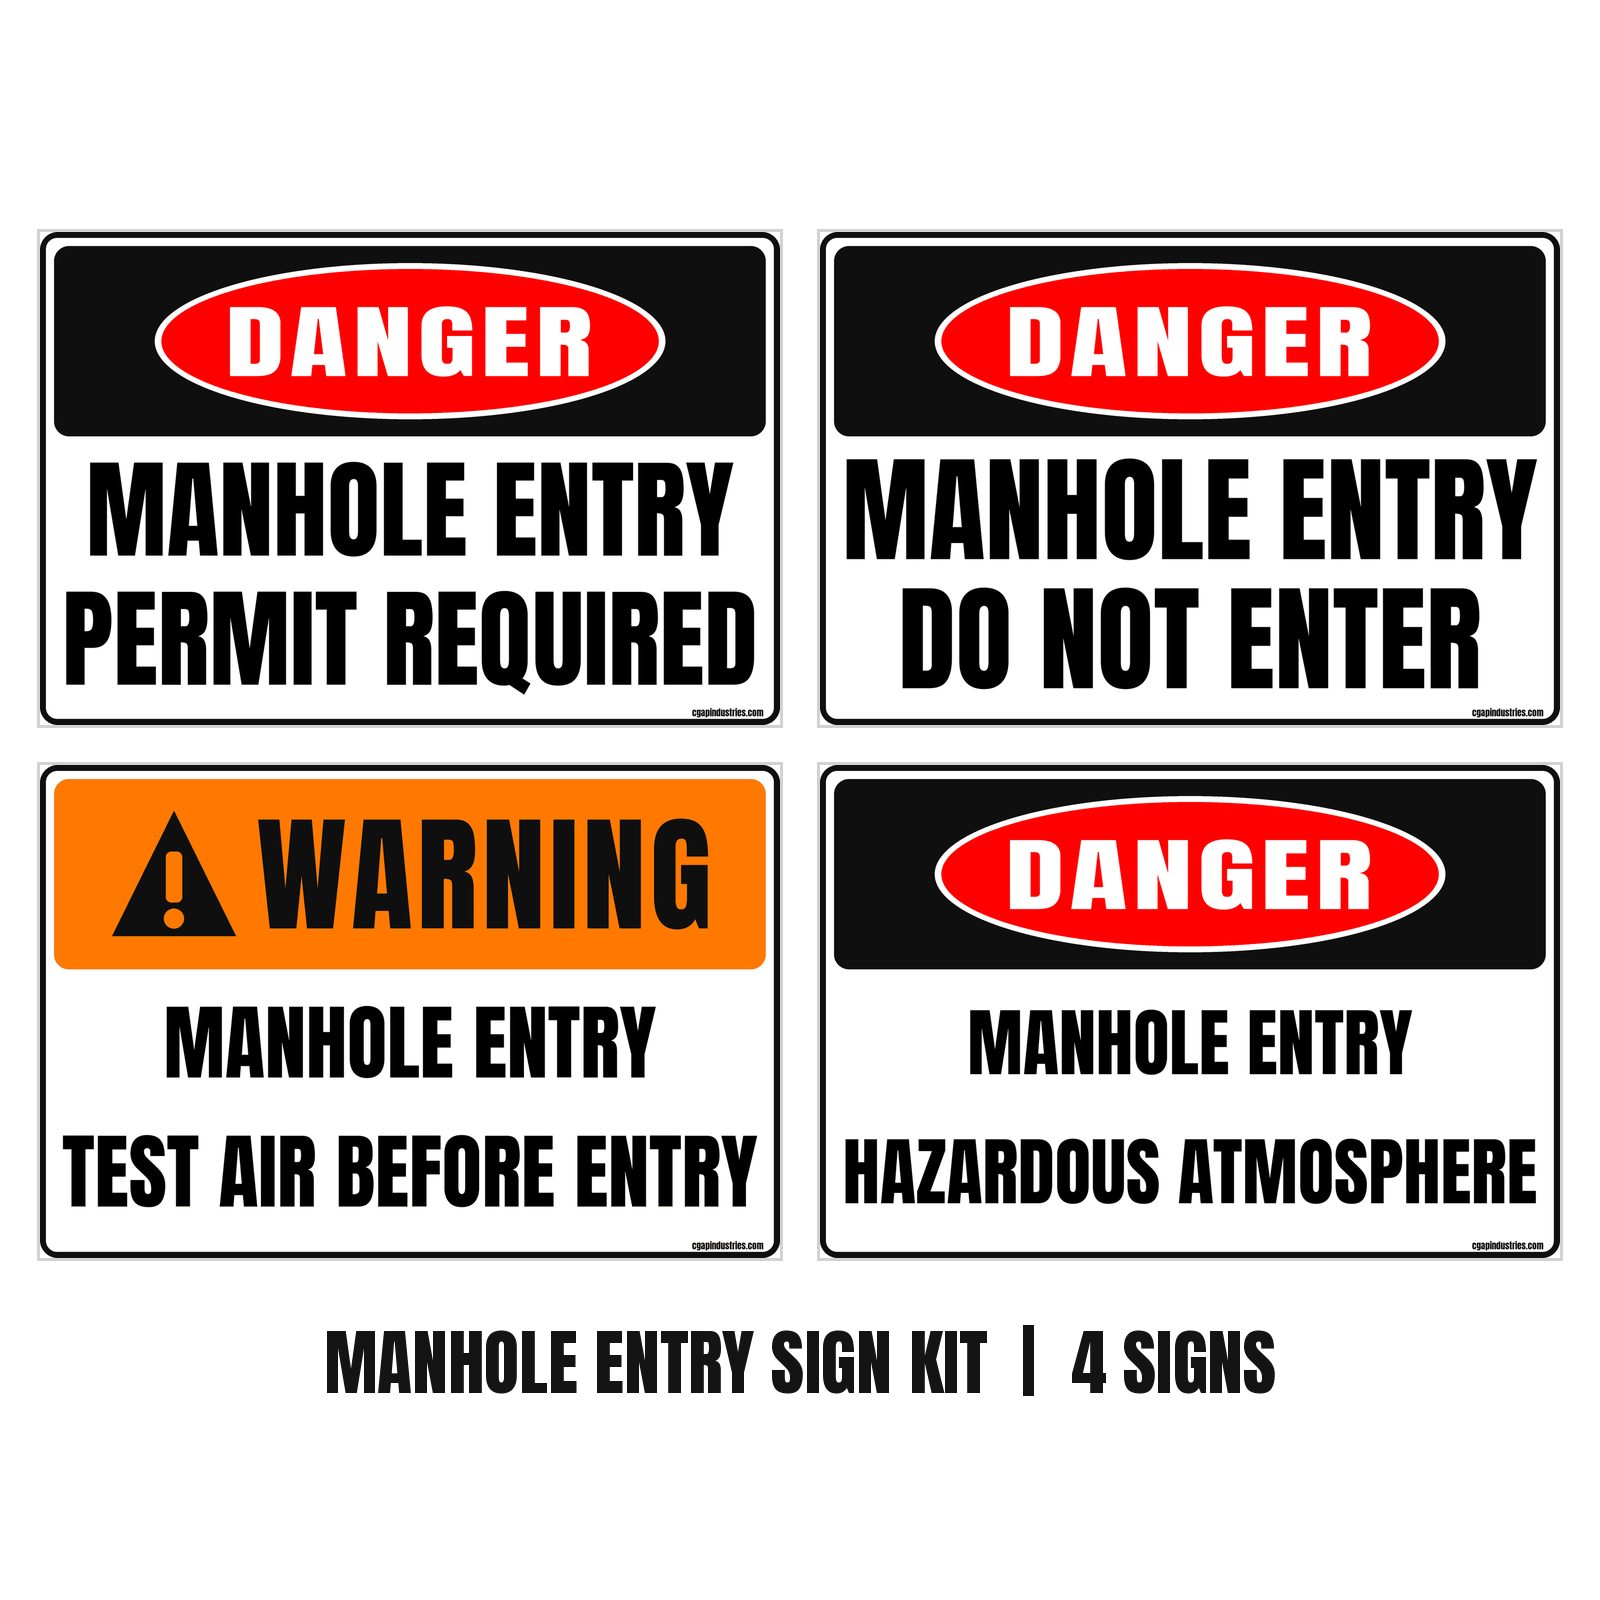 DANGER
MANHOLE ENTRY
PERMIT REQUIRED
cgapindustries.com
DANGER
MANHOLE ENTRY
DO NOT ENTER
cgapindustries.com
WARNING
MANHOLE ENTRY
TEST AIR BEFORE ENTRY
cgapindustries.com
DANGER
MANHOLE ENTRY
HAZARDOUS ATMOSPHERE
cgapindustries.com
MANHOLE ENTRY SIGN KIT | 4 SIGNS